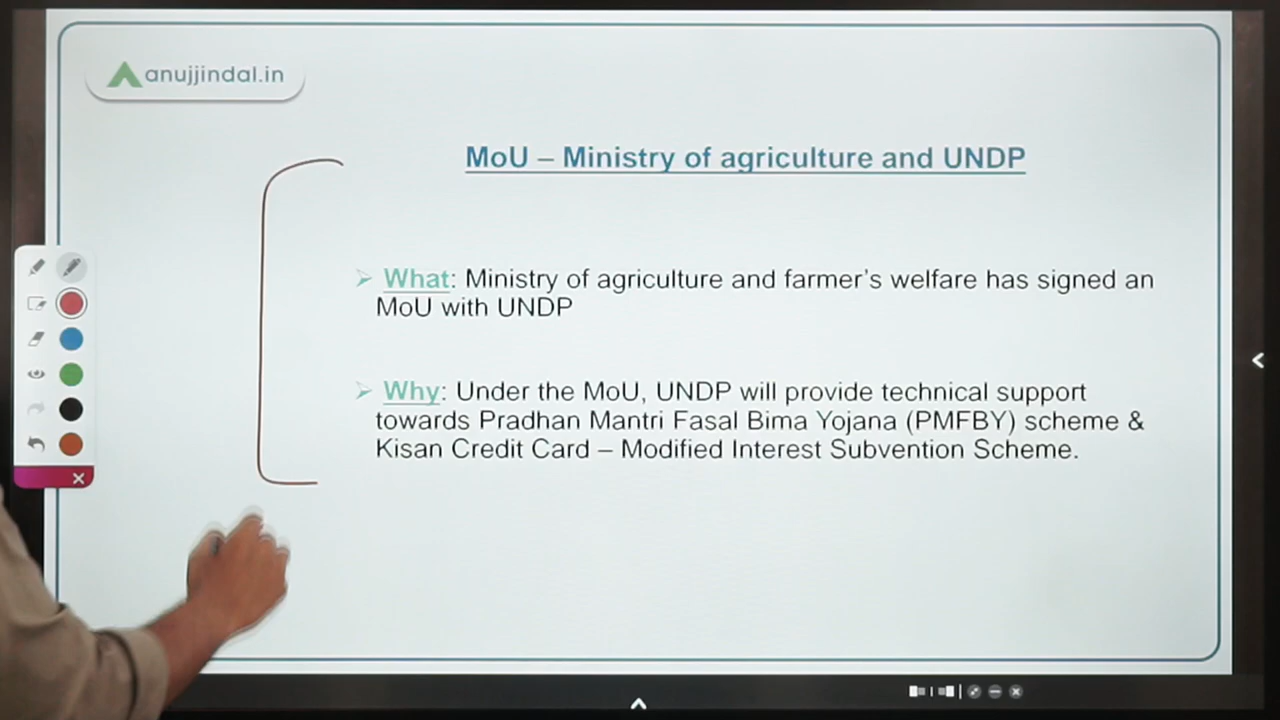 anujjindal.in
MoU – Ministry of agriculture and UNDP
What: Ministry of agriculture and farmer's welfare has signed an
MoU with UNDP
Why: Under the MoU, UNDP will provide technical support
towards Pradhan Mantri Fasal Bima Yojana (PMFBY) scheme &
Kisan Credit Card – Modified Interest Subvention Scheme.